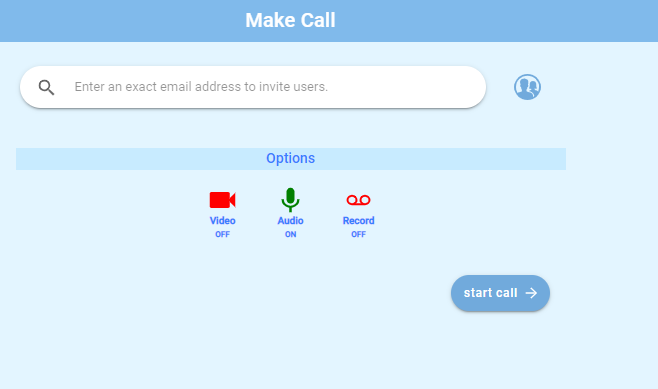 Make Call
Enter an exact email address to invite users.
Options
Video Audio Record
OFF ON OFF
start call